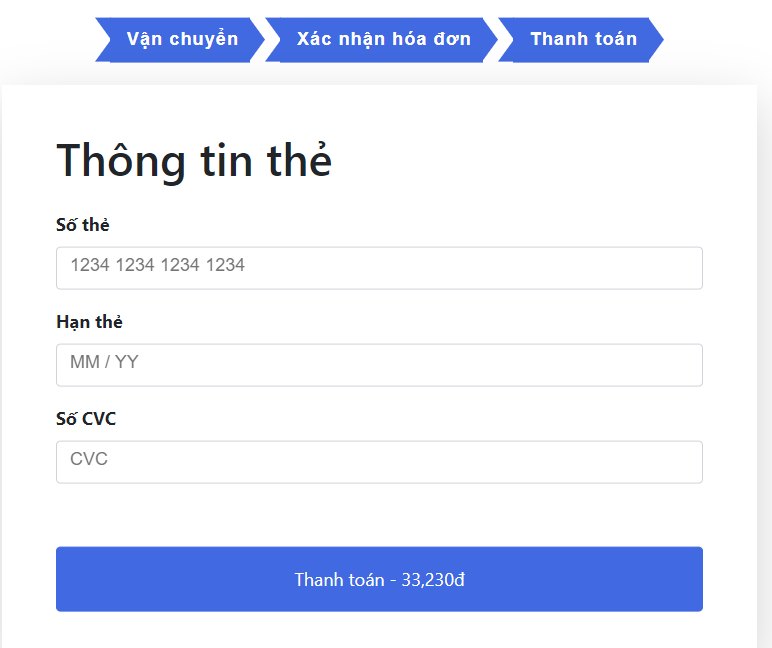 Vận chuyển Xác nhận hóa đơn Thanh toán
Thông tin thẻ
Số thẻ
1234 1234 1234 1234
Hạn thẻ
MM / YY
Số CVC
CVC
Thanh toán - 33,230đ